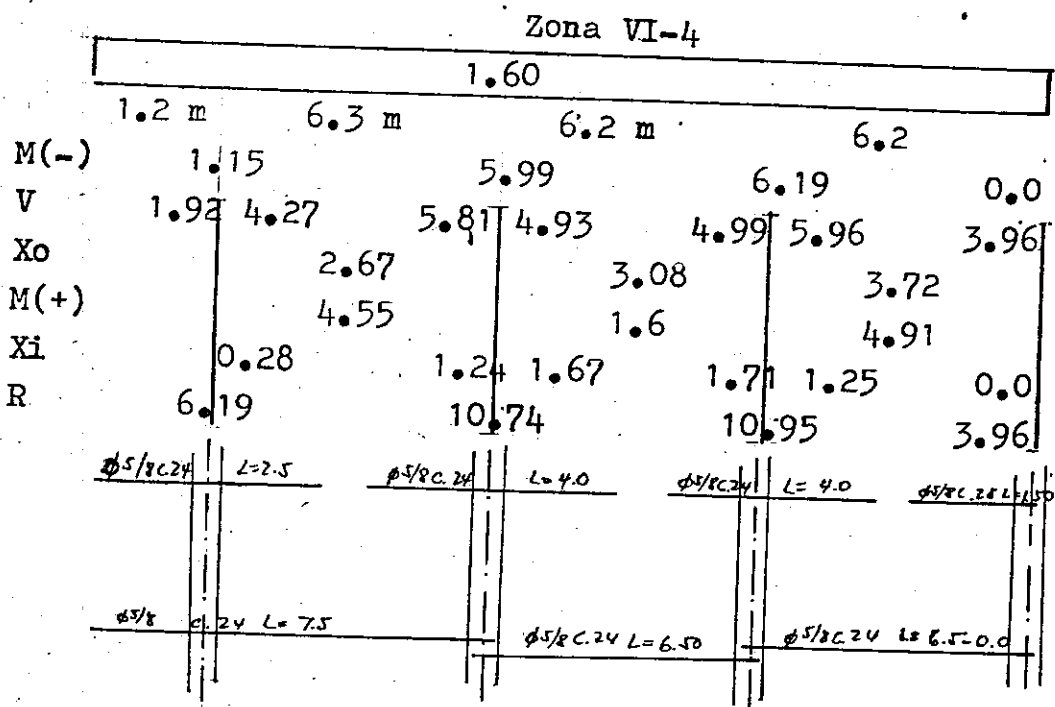 Zona VI-4
1.60
1.2 m 6.3 m 6.2 m 6.2
M(-) 1.15 5.99 6.19 0.0
V 1.92 4.27 5.81 4.93 4.99 5.96 3.96
Xo 2.67 3.08 3.72
M(+) 4.55 1.6 4.91
Xi 0.28 1.24 1.67 1.71 1.25 0.0
R 6.19 10.74 10.95 3.96
φ5/8 c.24 L=2.5 φ5/8 c.24 L=4.0 φ5/8 c.24 L=4.0 φ5/8 c.28 L=1.50
φ5/8 c.24 L=7.5 φ5/8 c.24 L=6.50 φ5/8 c.24